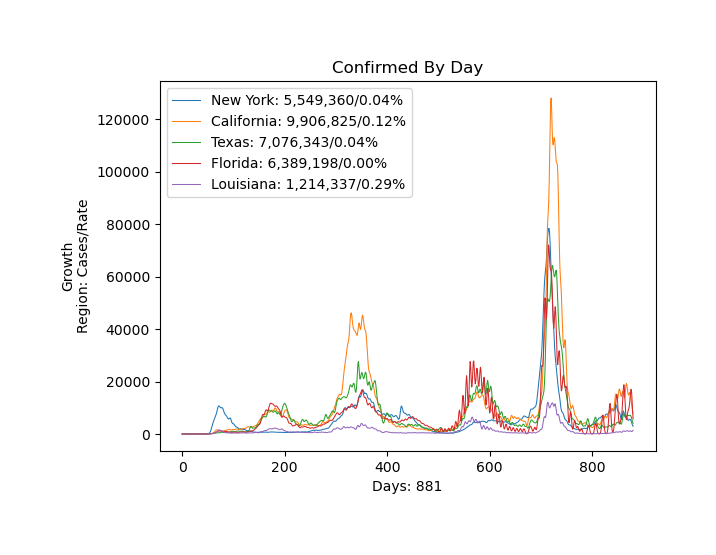 Confirmed By Day
New York: 5,549,360/0.04%
California: 9,906,825/0.12%
Texas: 7,076,343/0.04%
Florida: 6,389,198/0.00%
Louisiana: 1,214,337/0.29%
120000
100000
80000
60000
40000
20000
0
Growth
Region: Cases/Rate
0 200 400 600 800
Days: 881